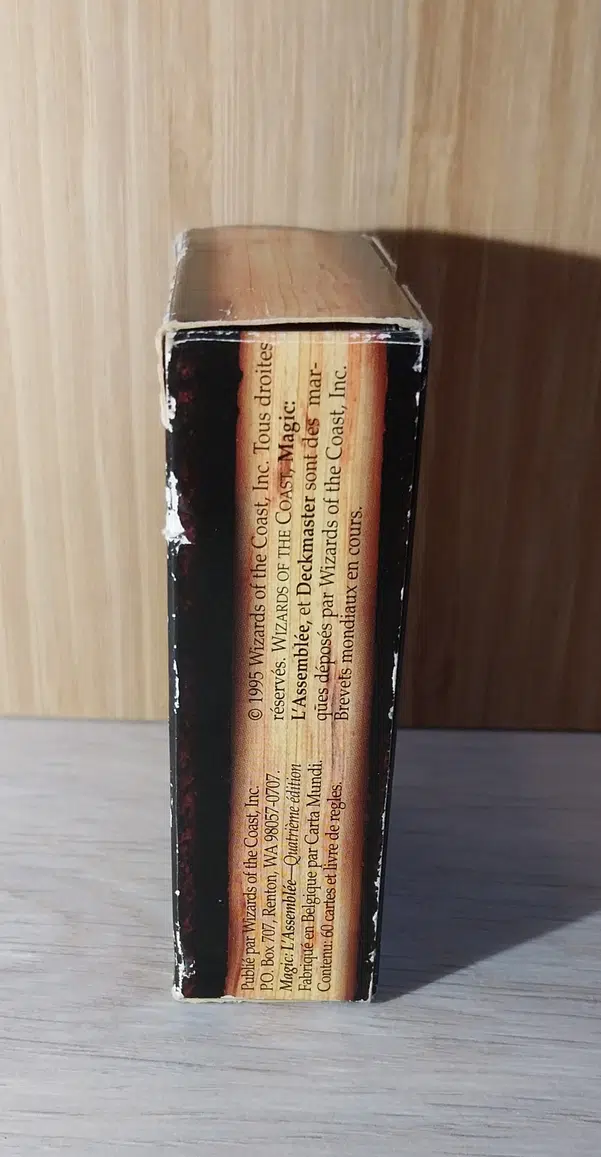 Publié par Wizards of the Coast, Inc.
P.O. Box 707, Renton, WA 98057-0707.
Magic: L'Assemblée—Quatrième édition
Fabriqué en Belgique par Carta Mundi.
Contenu: 60 cartes et livre de regles.
© 1995 Wizards of the Coast, Inc. Tous droites
réservés. WIZARDS OF THE COAST, Magic:
L'Assemblée, et Deckmaster sont des mar-
qües déposés par Wizards of the Coast, Inc.
Brevets mondiaux en cours.